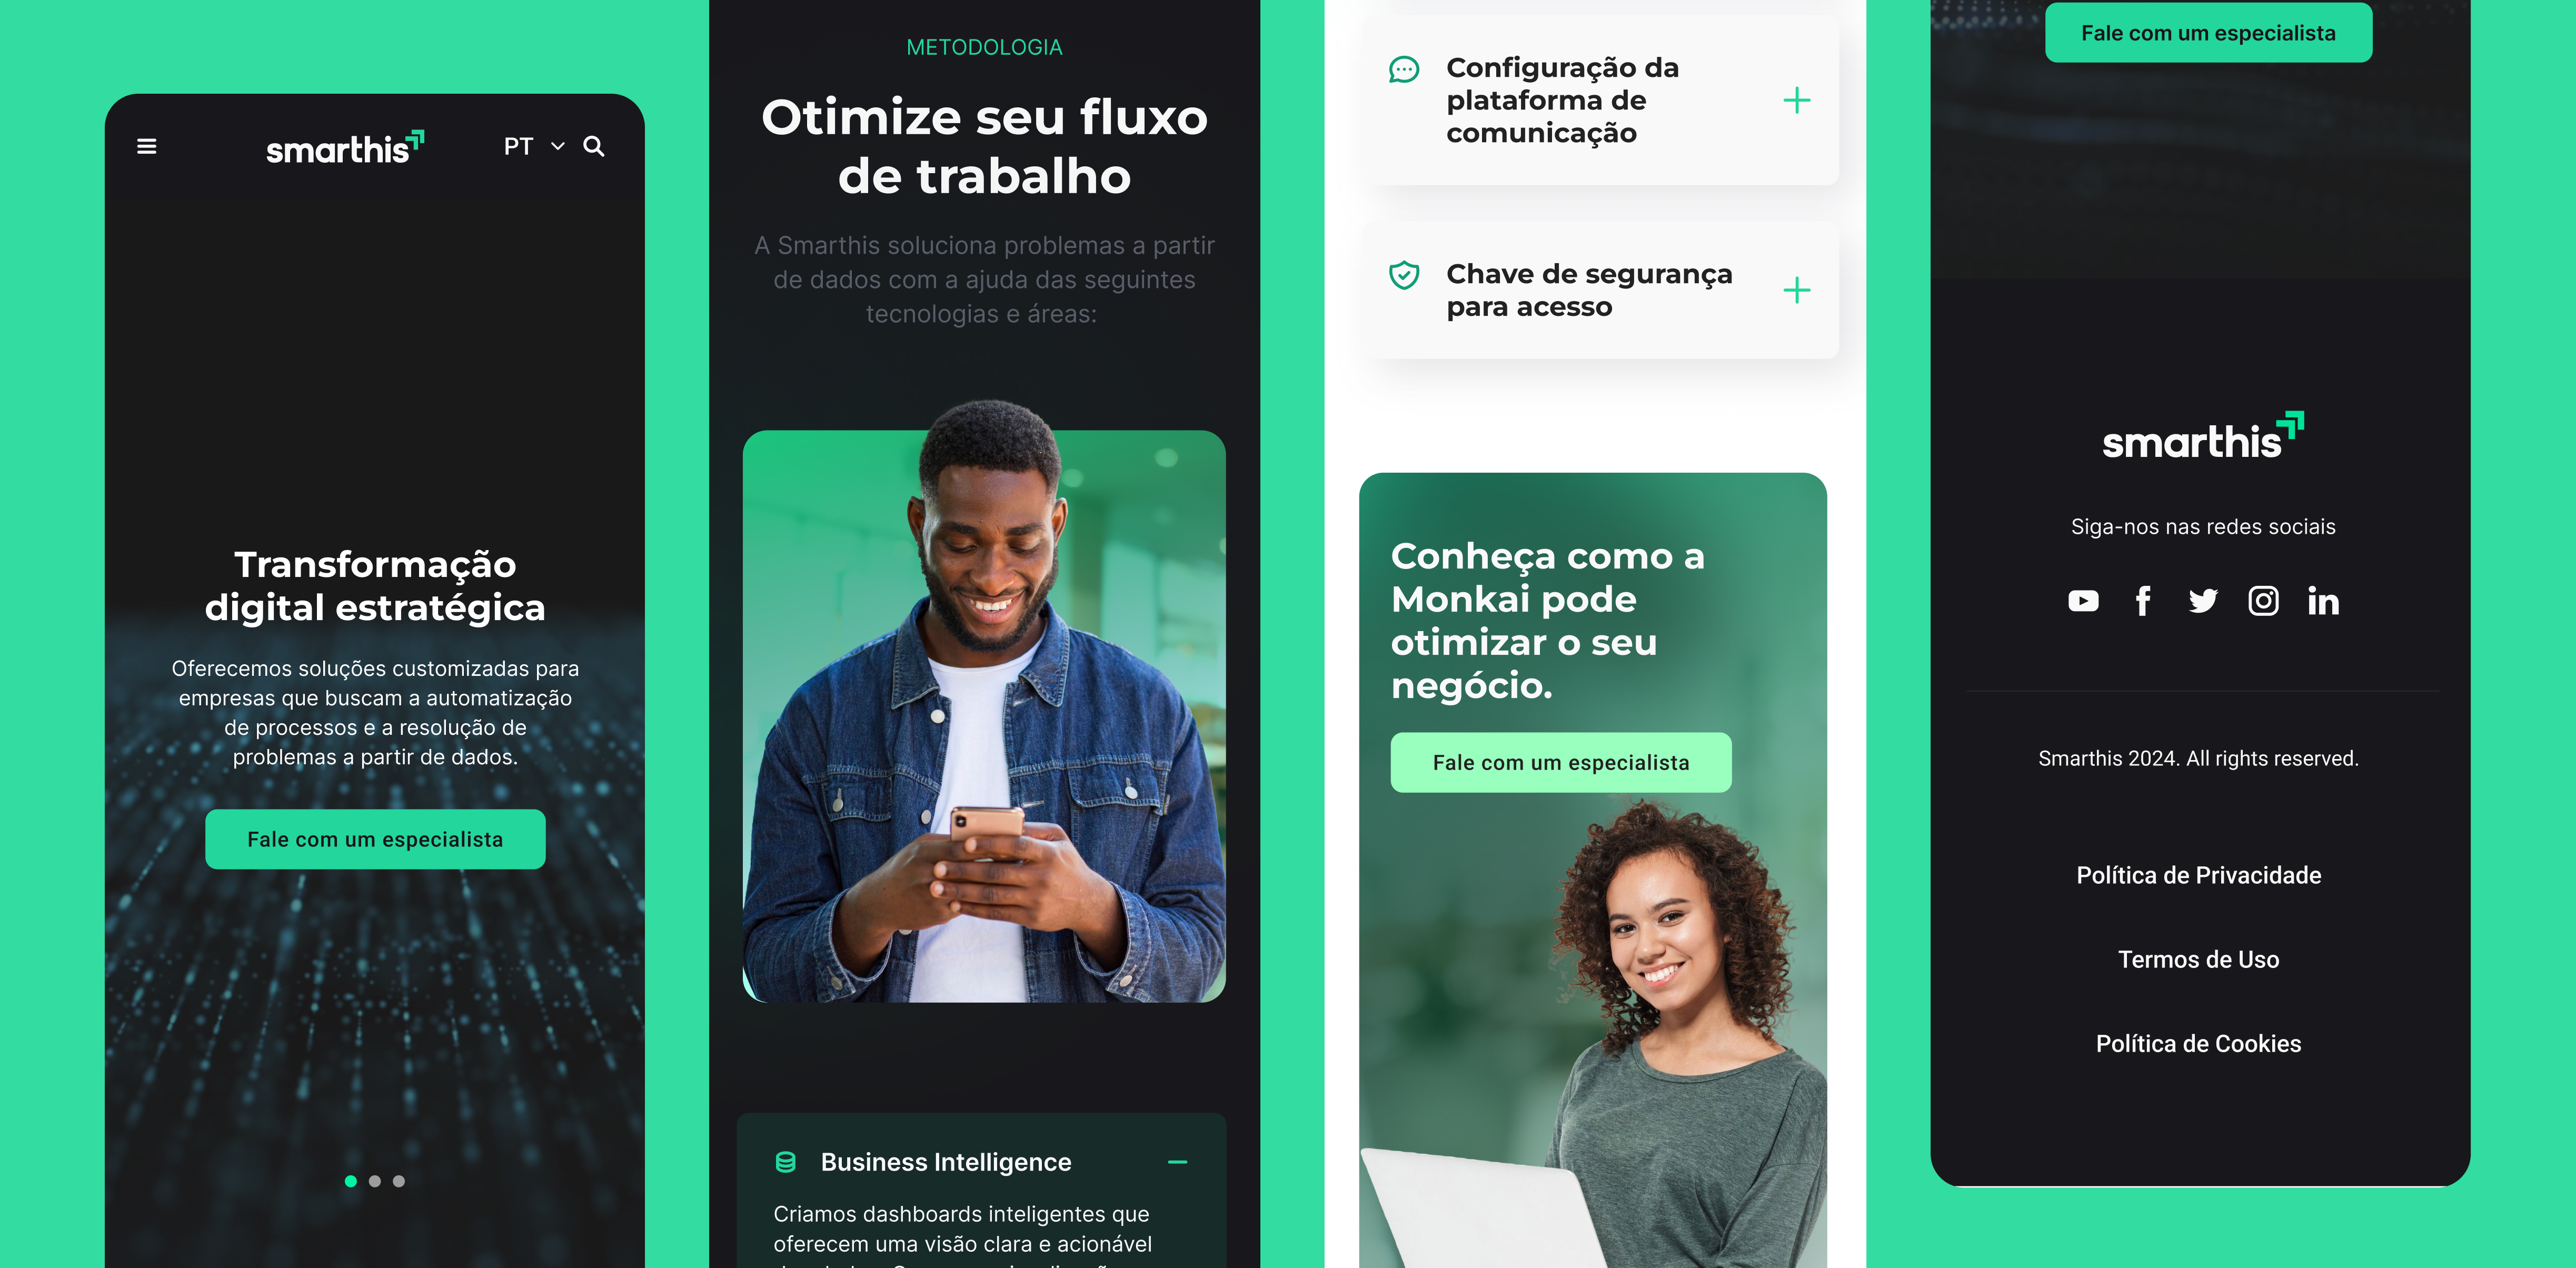 smarthis
PT
Transformação
digital estratégica
Oferecemos soluções customizadas para
empresas que buscam a automatização
de processos e a resolução de
problemas a partir de dados.
Fale com um especialista
METODOLOGIA
Otimize seu fluxo
de trabalho
A Smarthis soluciona problemas a partir
de dados com a ajuda das seguintes
tecnologias e áreas:
Business Intelligence
Criamos dashboards inteligentes que
oferecem uma visão clara e acionável
Configuração da
plataforma de
comunicação
Chave de segurança
para acesso
Conheça como a
Monkai pode
otimizar o seu
negócio.
Fale com um especialista
Fale com um especialista
smarthis
Siga-nos nas redes sociais
Smarthis 2024. All rights reserved.
Política de Privacidade
Termos de Uso
Política de Cookies